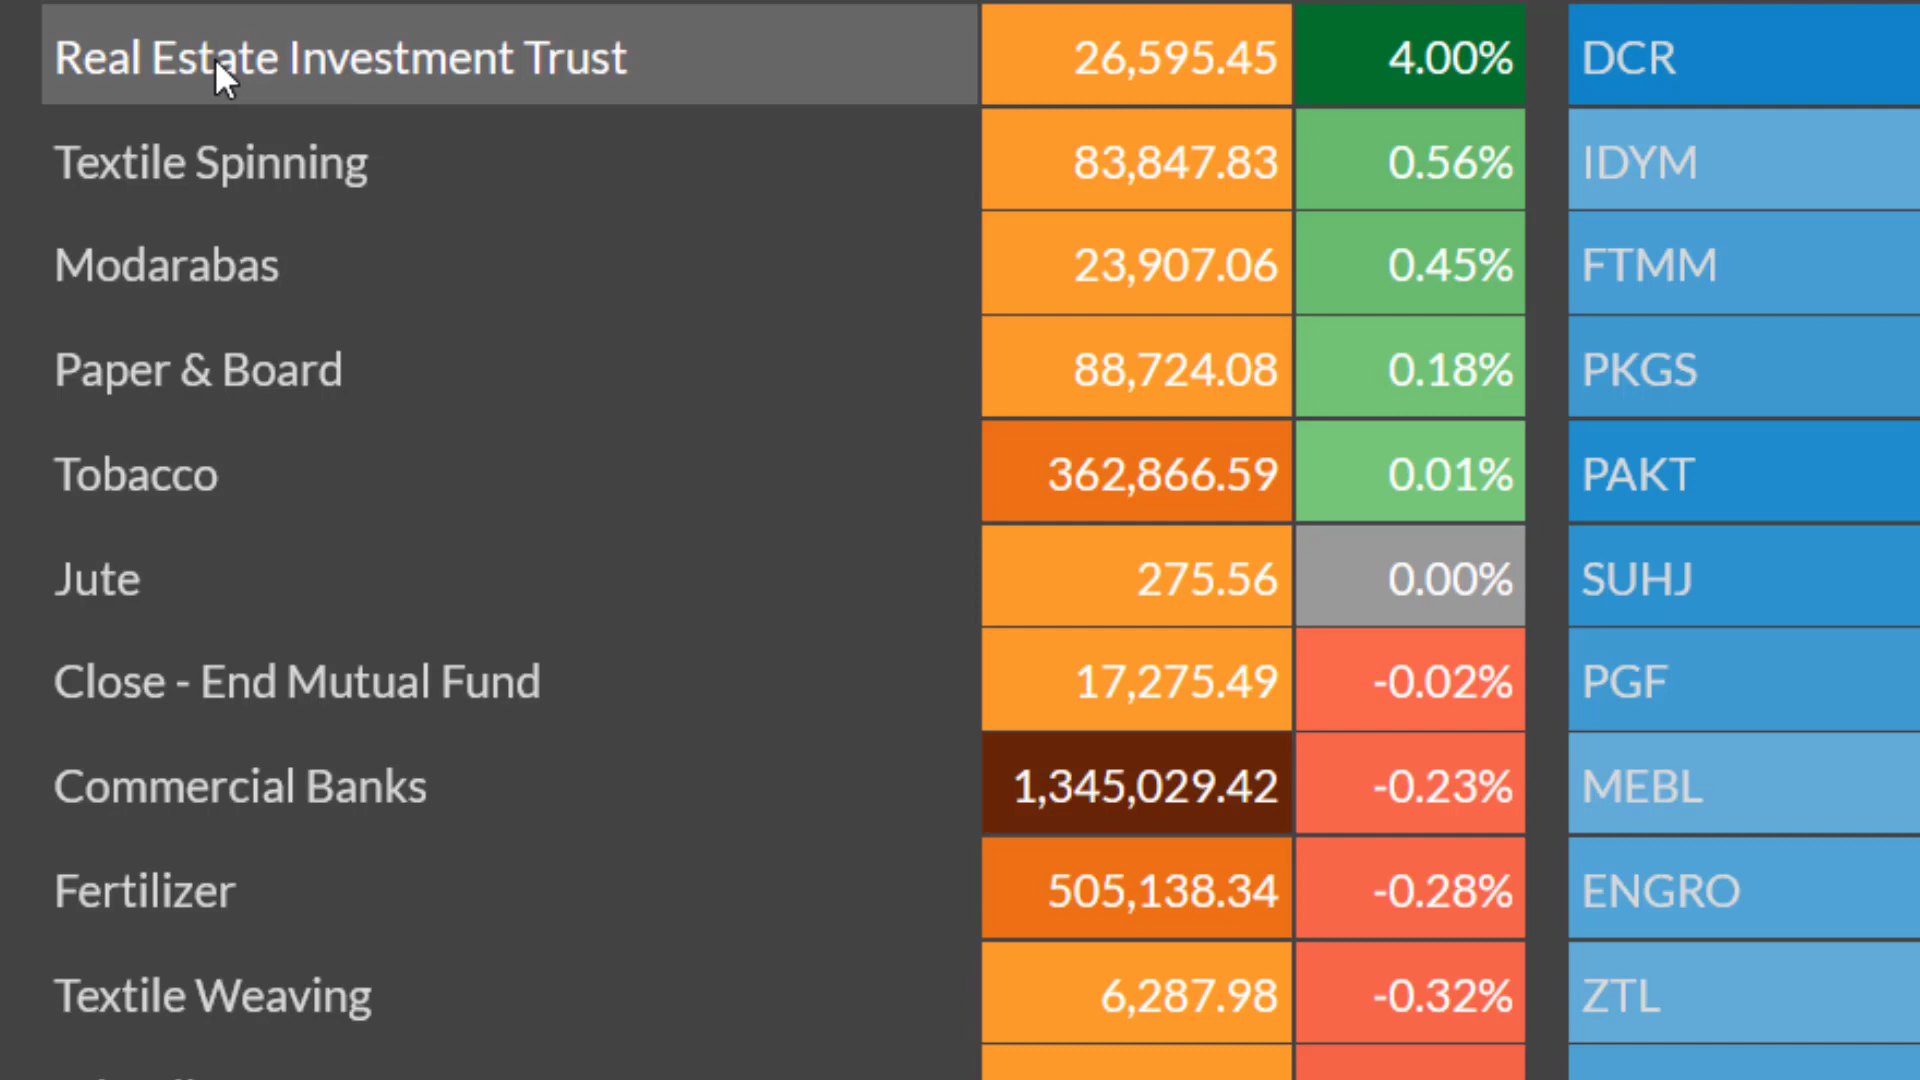 Real Estate Investment Trust 26,595.45 4.00% DCR
Textile Spinning 83,847.83 0.56% IDYM
Modarabas 23,907.06 0.45% FTMM
Paper & Board 88,724.08 0.18% PKGS
Tobacco 362,866.59 0.01% PAKT
Jute 275.56 0.00% SUHJ
Close - End Mutual Fund 17,275.49 -0.02% PGF
Commercial Banks 1,345,029.42 -0.23% MEBL
Fertilizer 505,138.34 -0.28% ENGRO
Textile Weaving 6,287.98 -0.32% ZTL